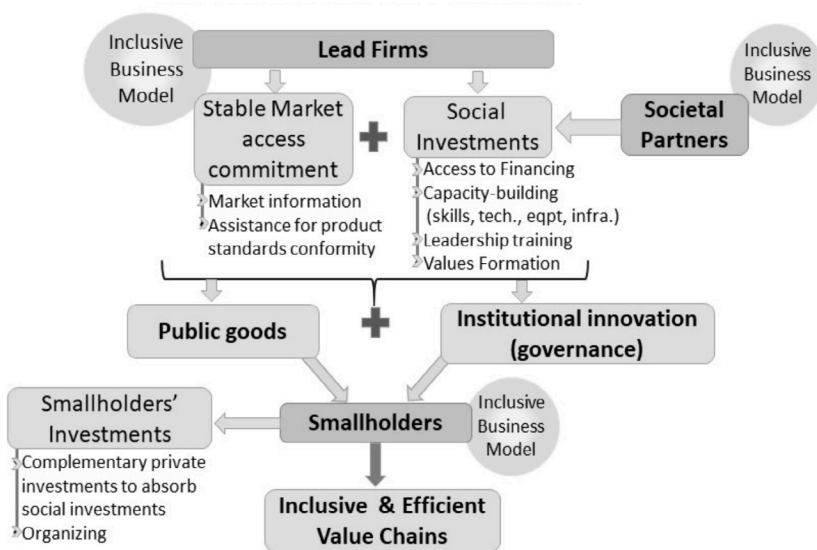 Inclusive
Business
Model
Lead Firms
Inclusive
Business
Model
Stable Market
access
commitment
Social
Investments
Societal
Partners
Market information
Assistance for product
standards conformity
Access to Financing
Capacity-building
(skills, tech., eqpt, infra.)
Leadership training
Values Formation
Public goods
Institutional innovation
(governance)
Smallholders'
Investments
Smallholders
Inclusive
Business
Model
Complementary private
investments to absorb
social investments
Organizing
Inclusive & Efficient
Value Chains